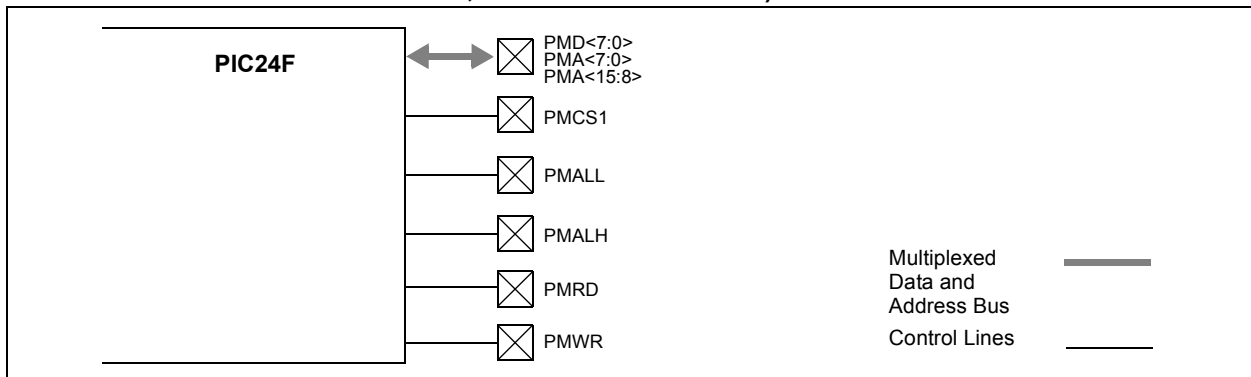 PIC24F
PMD<7:0>
PMA<7:0>
PMA<15:8>
PMCS1
PMALL
PMALH
PMRD
PMWR
Multiplexed
Data and
Address Bus
Control Lines